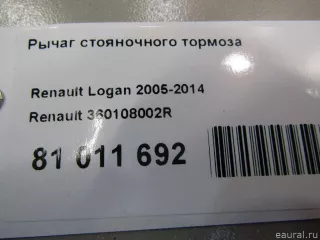 Рычаг стояночного тормоза
Renault Logan 2005-2014
Renault 360108002R
81 011 692
eaural.ru